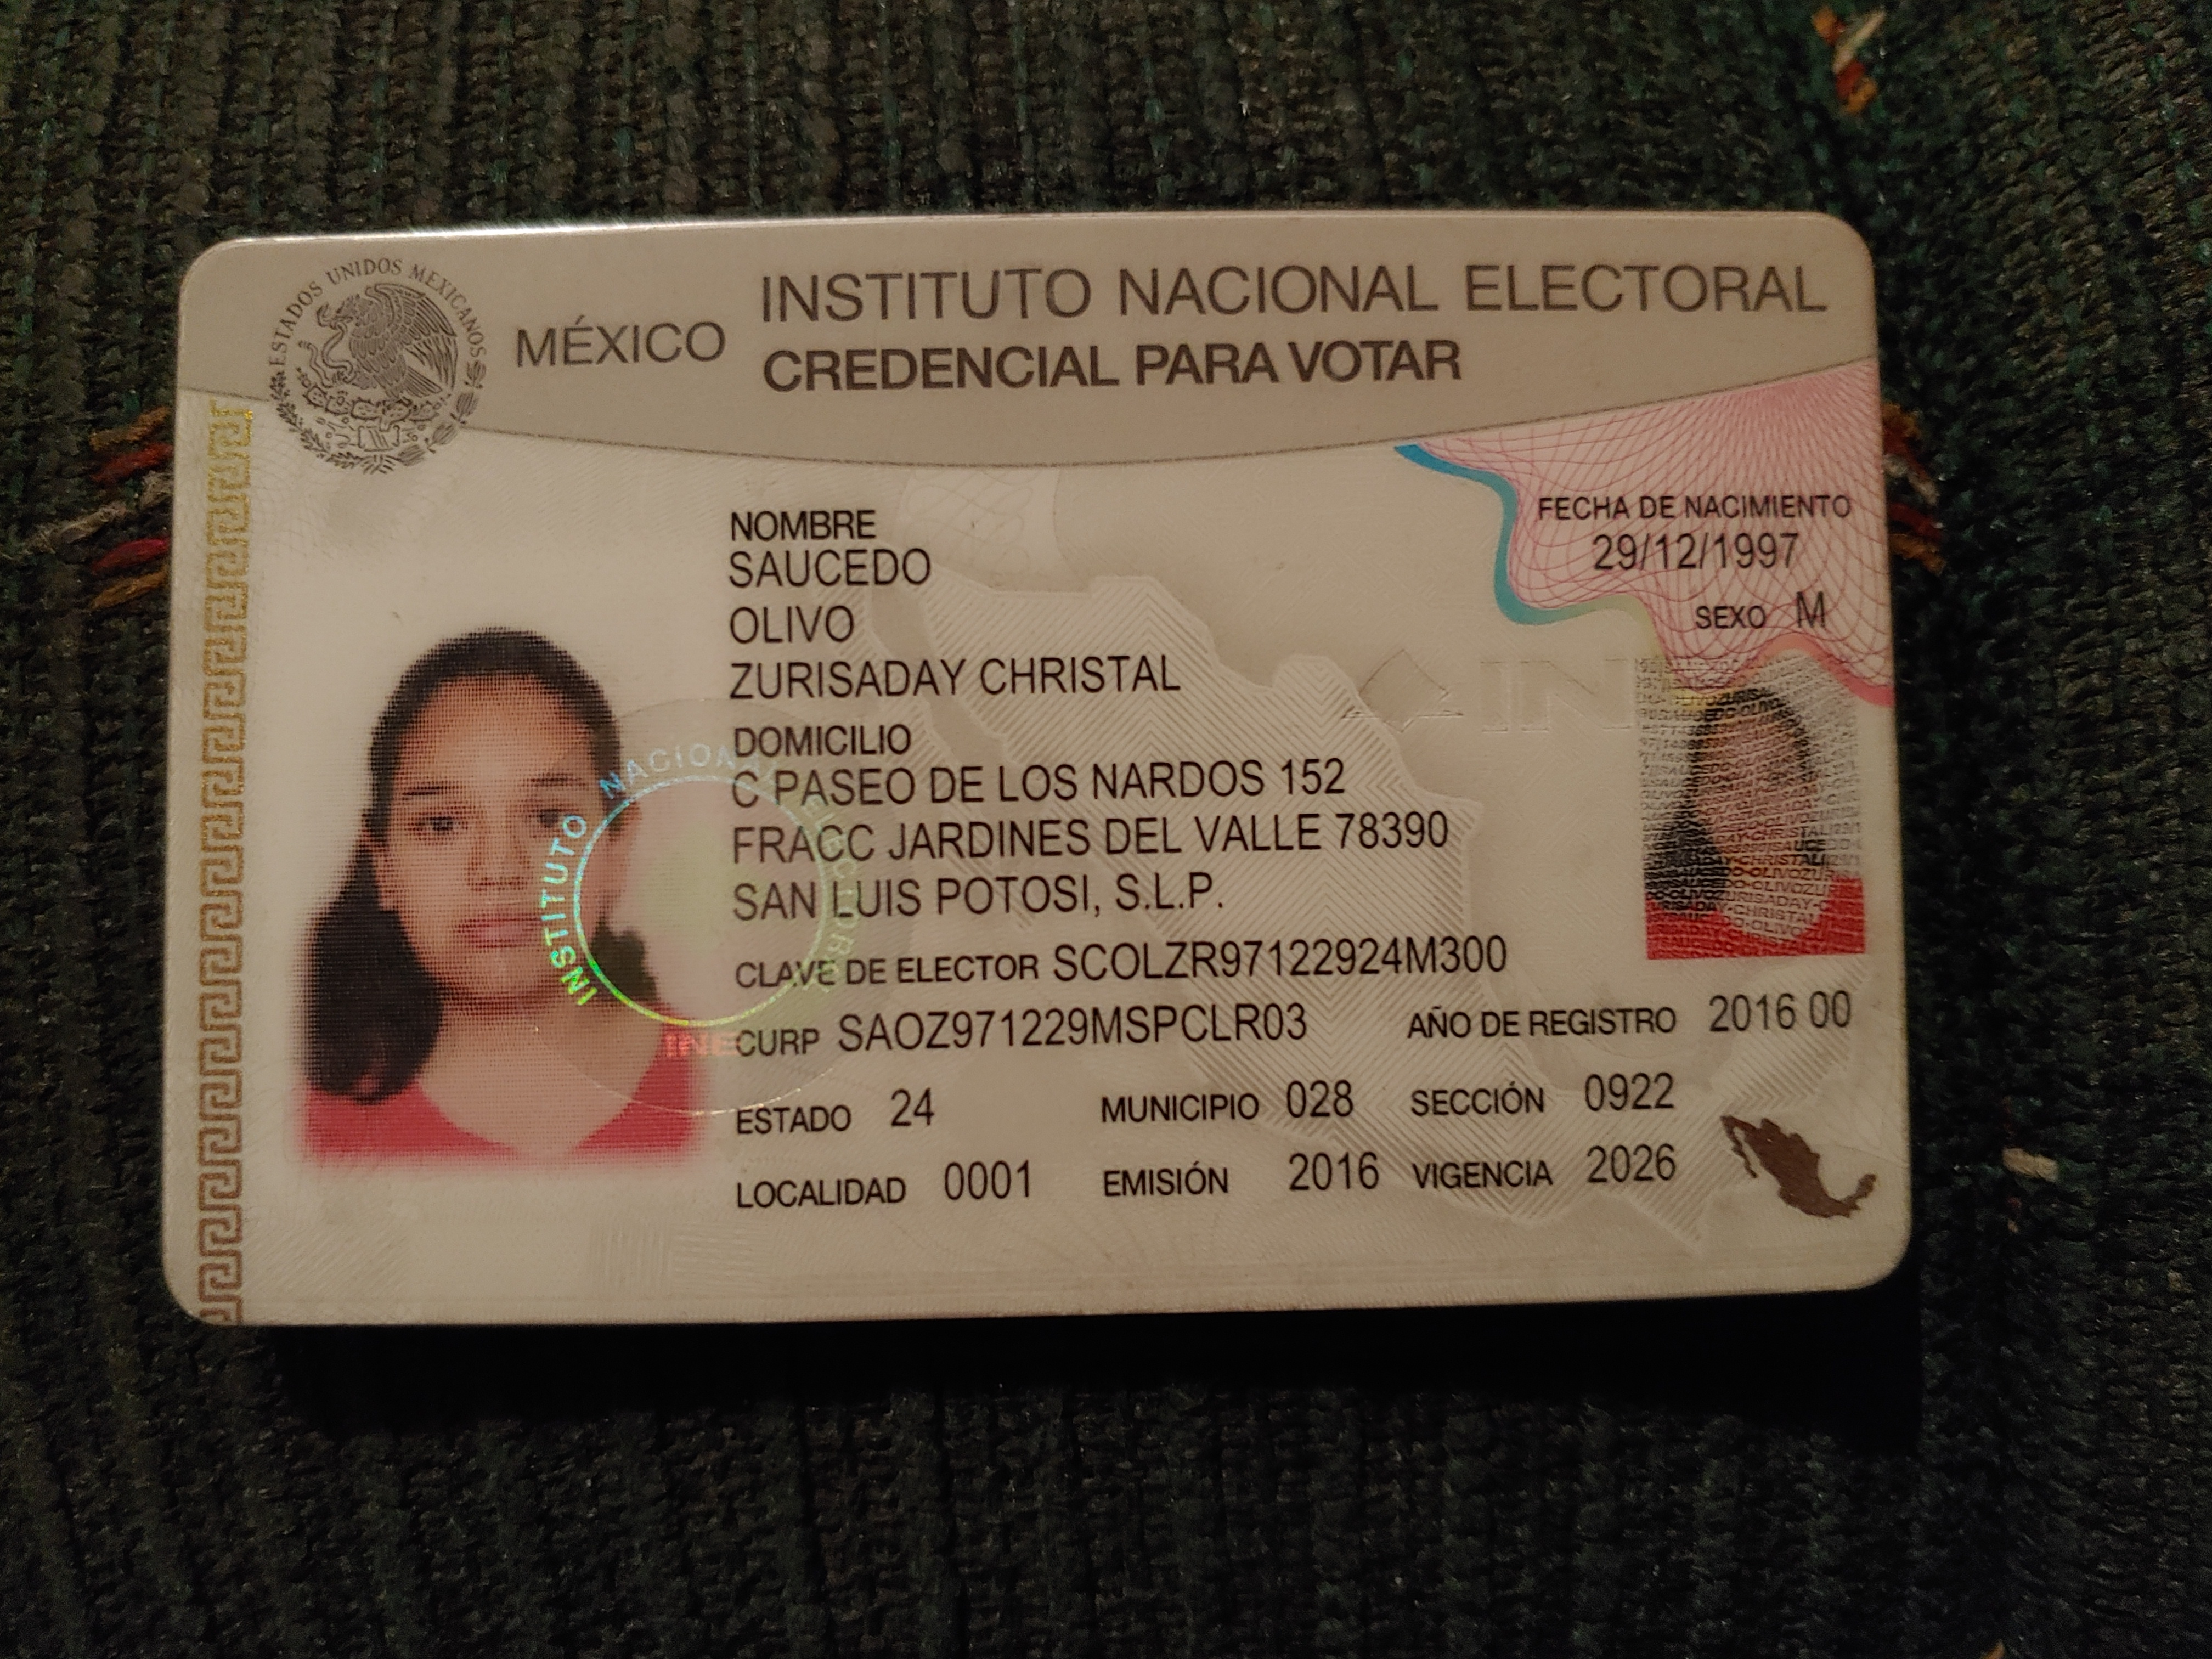 ESTADOS UNIDOS MEXICANOS
MÉXICO
INSTITUTO NACIONAL ELECTORAL
CREDENCIAL PARA VOTAR
NOMBRE
SAUCEDO
OLIVO
ZURISADAY CHRISTAL
FECHA DE NACIMIENTO
29/12/1997
SEXO M
DOMICILIO
C PASEO DE LOS NARDOS 152
FRACC JARDINES DEL VALLE 78390
SAN LUIS POTOSI, S.L.P.
INSTITUTO NACIONAL ELECTORAL
INE
CLAVE DE ELECTOR SCOLZR97122924M300
CURP SAOZ971229MSPCLR03 AÑO DE REGISTRO 2016 00
ESTADO 24 MUNICIPIO 028 SECCIÓN 0922
LOCALIDAD 0001 EMISIÓN 2016 VIGENCIA 2026